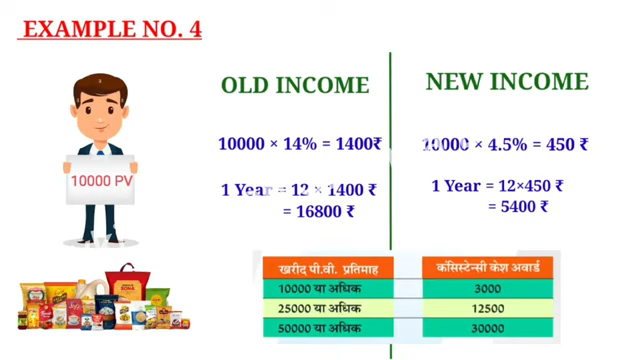 EXAMPLE NO. 4
OLD INCOME
NEW INCOME
10000 × 14% = 1400₹
10000 × 4.5% = 450 ₹
10000 PV
1 Year = 12 × 1400 ₹
= 16800 ₹
1 Year = 12×450 ₹
= 5400 ₹
खरीद पी.वी. प्रतिमाह कंसिस्टेन्सी केश अवार्ड
10000 या अधिक 3000
25000 या अधिक 12500
50000 या अधिक 30000